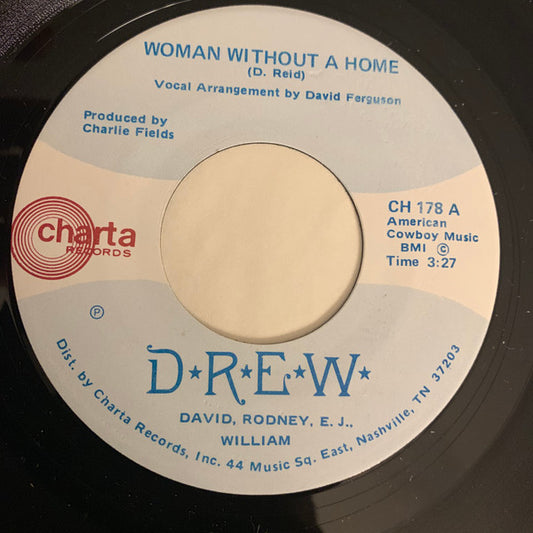 WOMAN WITHOUT A HOME
(D. Reid)
Vocal Arrangement by David Ferguson
Produced by
Charlie Fields
charta
RECORDS
CH 178 A
American
Cowboy Music
BMI ©
Time 3:27
℗
D★R★E★W★
DAVID, RODNEY, E. J.,
WILLIAM
Dist. by Charta Records, Inc. 44 Music Sq. East, Nashville, TN 37203